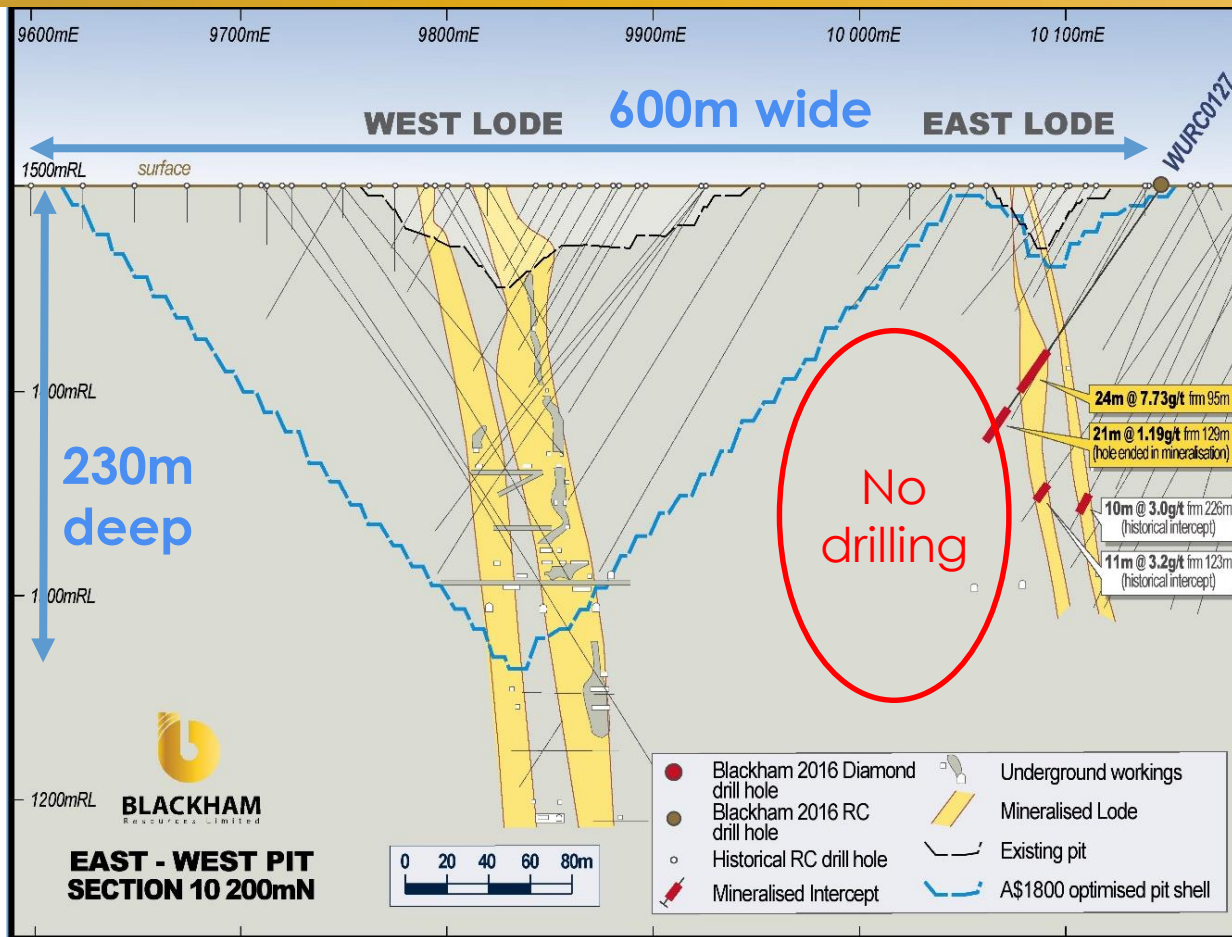 9600mE
9700mE
9800mE
9900mE
10 000mE
10 100mE
600m wide
WEST LODE
EAST LODE
WURC0127
1500mRL
surface
24m @ 7.73g/t frm 95m
21m @ 1.19g/t frm 129m
(hole ended in mineralisation)
230m
deep
No
drilling
10m @ 3.0g/t frm 226m
(historical intercept)
11m @ 3.2g/t frm 123m
(historical intercept)
1200mRL
b
BLACKHAM
Resources Limited
EAST - WEST PIT
SECTION 10 200mN
0 20 40 60 80m
Blackham 2016 Diamond
drill hole
Blackham 2016 RC
drill hole
Historical RC drill hole
Mineralised Intercept
Underground workings
Mineralised Lode
Existing pit
A$1800 optimised pit shell